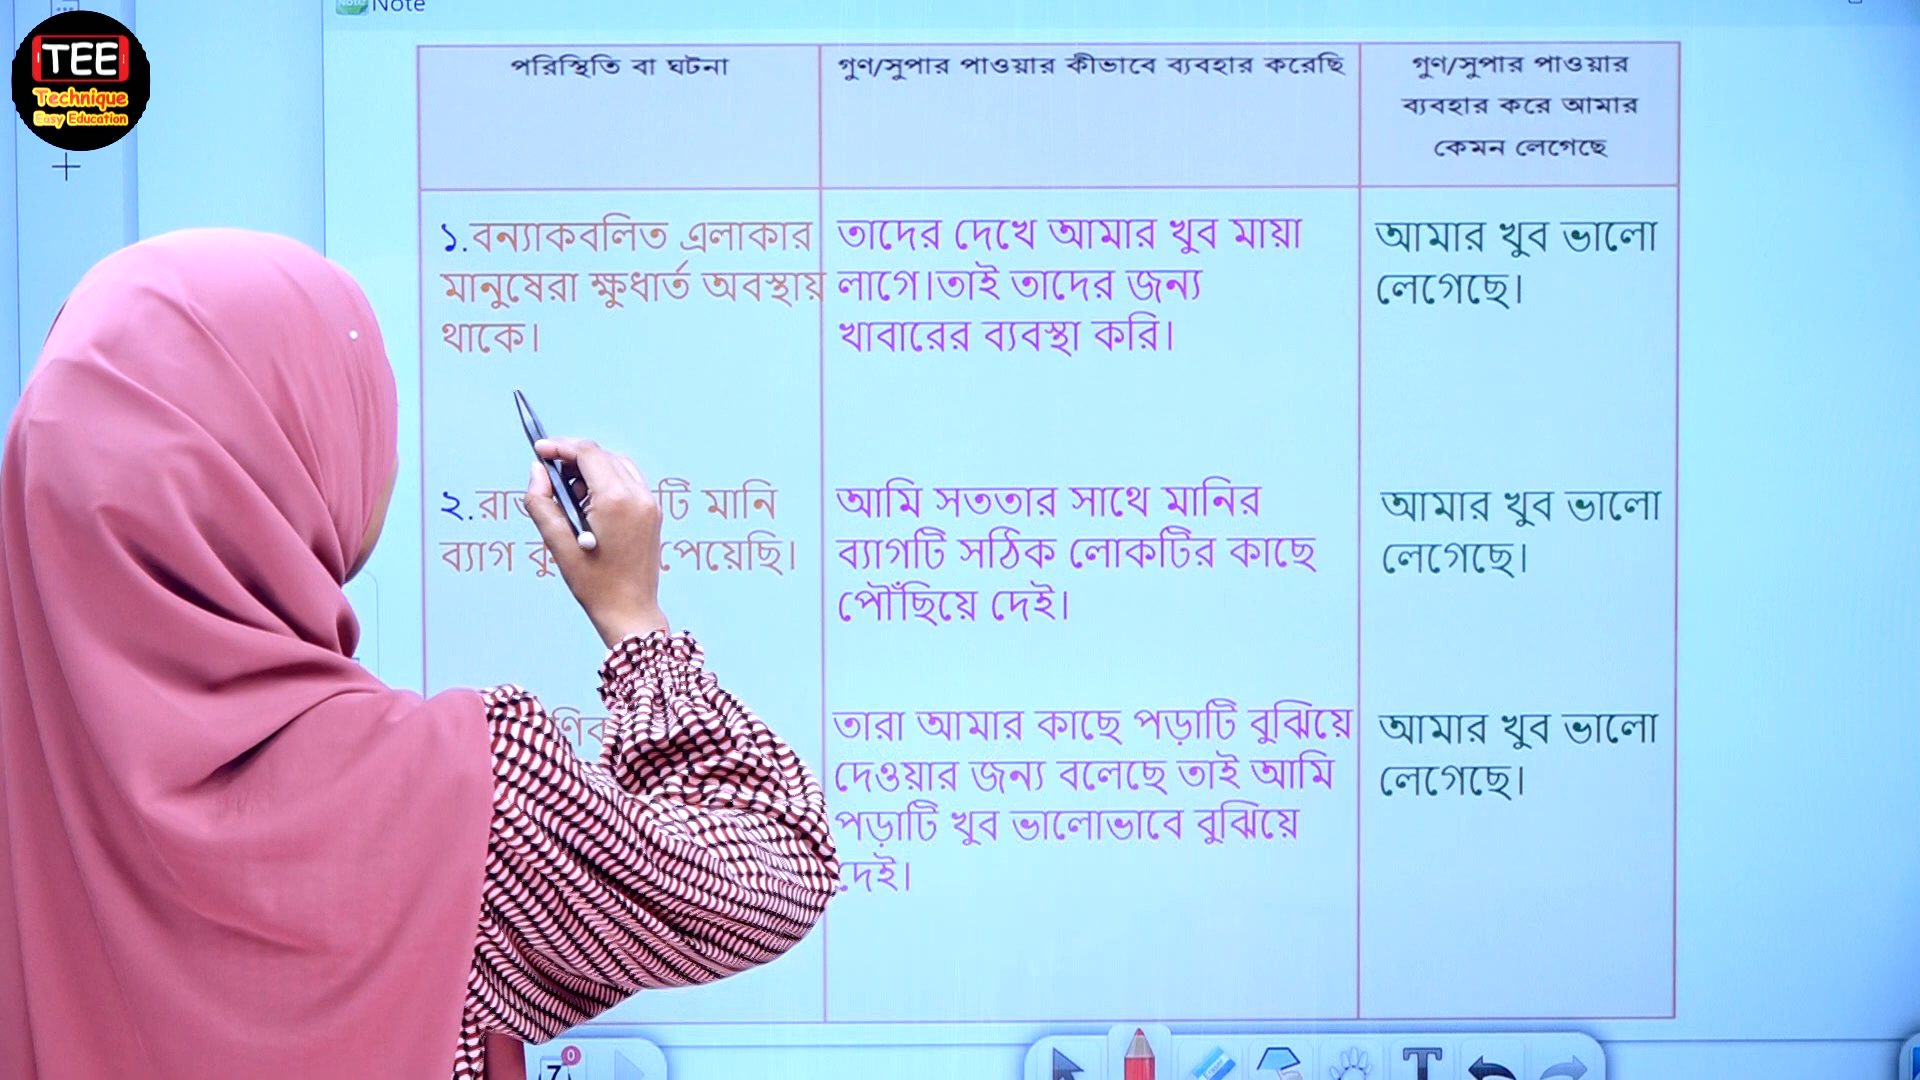 TEE
Technique
Easy Education
Note
পরিস্থিতি বা ঘটনা
গুণ/সুপার পাওয়ার কীভাবে ব্যবহার করেছি
গুণ/সুপার পাওয়ার
ব্যবহার করে আমার
কেমন লেগেছে
১.বন্যাকবলিত এলাকার
মানুষেরা ক্ষুধার্ত অবস্থায়
থাকে।
তাদের দেখে আমার খুব মায়া
লাগে।তাই তাদের জন্য
খাবারের ব্যবস্থা করি।
আমার খুব ভালো
লেগেছে।
২. টি মানি
ব্যাগ পেয়েছি।
আমি সততার সাথে মানির
ব্যাগটি সঠিক লোকটির কাছে
পৌঁছিয়ে দেই।
আমার খুব ভালো
লেগেছে।
তারা আমার কাছে পড়াটি বুঝিয়ে
দেওয়ার জন্য বলেছে তাই আমি
পড়াটি খুব ভালোভাবে বুঝিয়ে
দেই।
আমার খুব ভালো
লেগেছে।
7
0
T